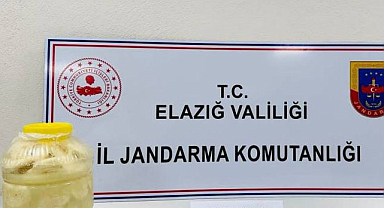 T.C.
ELAZIĞ VALİLİĞİ
İL JANDARMA KOMUTANLIĞI